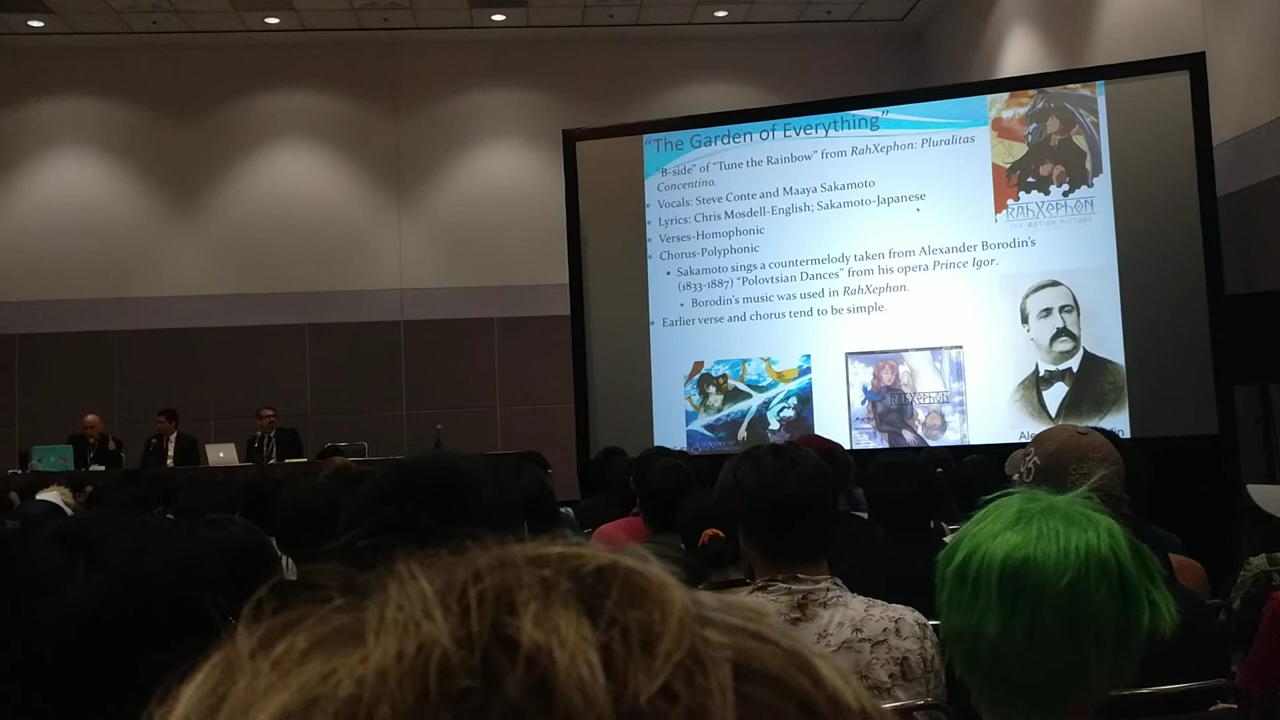 "The Garden of Everything"
"B-side" of "Tune the Rainbow" from RahXephon: Pluralitas
Concentino.
• Vocals: Steve Conte and Maaya Sakamoto
• Lyrics: Chris Mosdell-English; Sakamoto-Japanese
• Verses-Homophonic
• Chorus-Polyphonic
• Sakamoto sings a countermelody taken from Alexander Borodin's
(1833-1887) "Polovtsian Dances" from his opera Prince Igor.
• Borodin's music was used in RahXephon.
• Earlier verse and chorus tend to be simple.
RAHXEPHON
THE MOTION PICTURE
RAHXEPHON